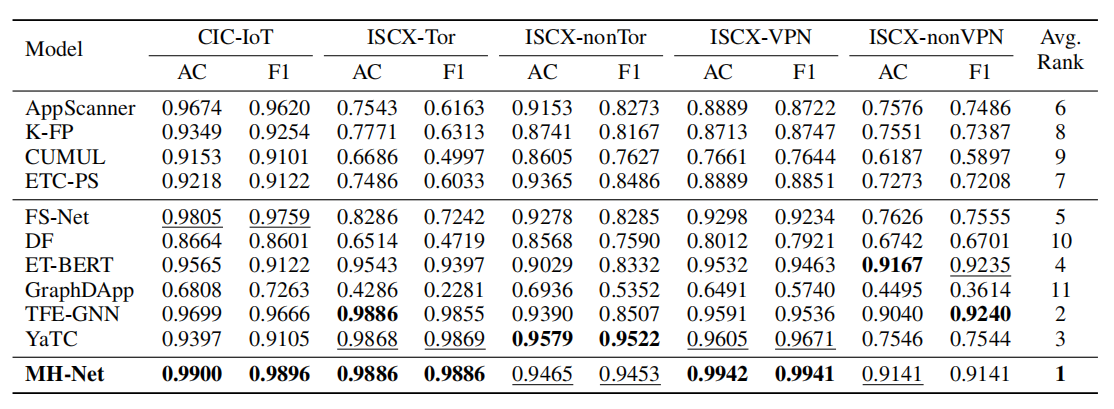 Model CIC-IoT ISCX-Tor ISCX-nonTor ISCX-VPN ISCX-nonVPN Avg. Rank
AC F1 AC F1 AC F1 AC F1 AC F1
AppScanner 0.9674 0.9620 0.7543 0.6163 0.9153 0.8273 0.8889 0.8722 0.7576 0.7486 6
K-FP 0.9349 0.9254 0.7771 0.6313 0.8741 0.8167 0.8713 0.8747 0.7551 0.7387 8
CUMUL 0.9153 0.9101 0.6686 0.4997 0.8605 0.7627 0.7661 0.7644 0.6187 0.5897 9
ETC-PS 0.9218 0.9122 0.7486 0.6033 0.9365 0.8486 0.8889 0.8851 0.7273 0.7208 7
FS-Net 0.9805 0.9759 0.8286 0.7242 0.9278 0.8285 0.9298 0.9234 0.7626 0.7555 5
DF 0.8664 0.8601 0.6514 0.4719 0.8568 0.7590 0.8012 0.7921 0.6742 0.6701 10
ET-BERT 0.9565 0.9122 0.9543 0.9397 0.9029 0.8332 0.9532 0.9463 0.9167 0.9235 4
GraphDApp 0.6808 0.7263 0.4286 0.2281 0.6936 0.5352 0.6491 0.5740 0.4495 0.3614 11
TFE-GNN 0.9699 0.9666 0.9886 0.9855 0.9390 0.8507 0.9591 0.9536 0.9040 0.9240 2
YaTC 0.9397 0.9105 0.9868 0.9869 0.9579 0.9522 0.9605 0.9671 0.7546 0.7544 3
MH-Net 0.9900 0.9896 0.9886 0.9886 0.9465 0.9453 0.9942 0.9941 0.9141 0.9141 1